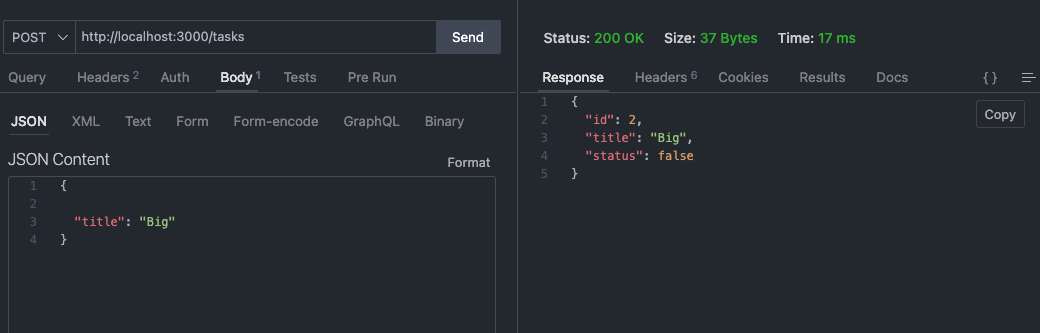 POST http://localhost:3000/tasks Send
Query Headers 2 Auth Body 1 Tests Pre Run
JSON XML Text Form Form-encode GraphQL Binary
JSON Content Format
1 {
2
3 "title": "Big"
4 }
Status: 200 OK Size: 37 Bytes Time: 17 ms
Response Headers 6 Cookies Results Docs { }
Copy
1 {
2 "id": 2,
3 "title": "Big",
4 "status": false
5 }